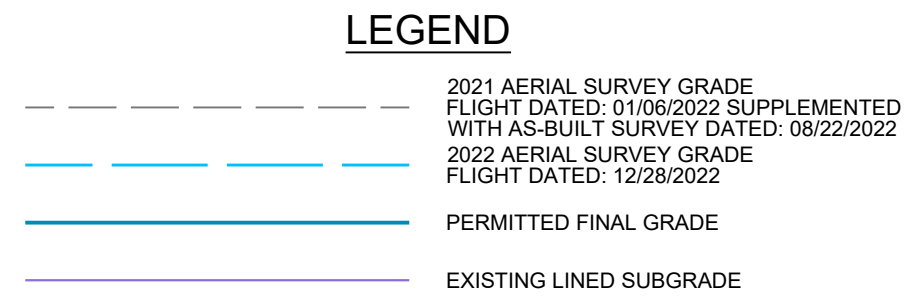 LEGEND
2021 AERIAL SURVEY GRADE
FLIGHT DATED: 01/06/2022 SUPPLEMENTED
WITH AS-BUILT SURVEY DATED: 08/22/2022
2022 AERIAL SURVEY GRADE
FLIGHT DATED: 12/28/2022
PERMITTED FINAL GRADE
EXISTING LINED SUBGRADE